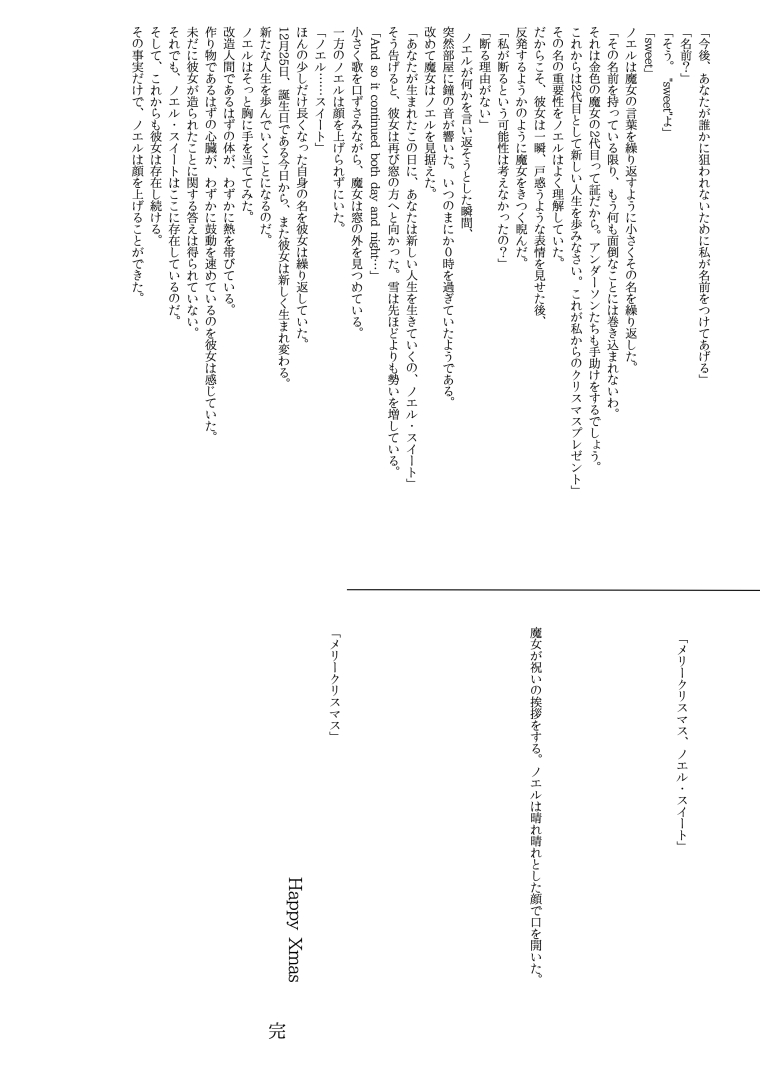 「今後、あなたが誰かに狙われないために私が名前をつけてあげる」
「名前？」
「そう。"sweet"よ」
「sweet」
ノエルは魔女の言葉を繰り返すように小さくその名を繰り返した。
「その名前を持っている限り、もう何も面倒なことには巻き込まれないわ。
それは金色の魔女の2代目って証だから。アンダーソンたちも手助けをするでしょう。
これからは2代目として新しい人生を歩みなさい。これが私からのクリスマスプレゼント」
その名の重要性をノエルはよく理解していた。
だからこそ、彼女は一瞬、戸惑うような表情を見せた後、
反発するようかのように魔女をきつく睨んだ。
「私が断るという可能性は考えなかったの？」
「断る理由がない」
ノエルが何かを言い返そうとした瞬間、
突然部屋に鐘の音が響いた。いつのまにか０時を過ぎていたようである。
改めて魔女はノエルを見据えた。
「あなたが生まれたこの日に、あなたは新しい人生を生きていくの、ノエル・スイート」
そう告げると、彼女は再び窓の方へと向かった。雪は先ほどよりも勢いを増している。
「And so it continued both day and night…」
小さく歌を口ずさみながら、魔女は窓の外を見つめている。
一方のノエルは顔を上げられずにいた。
「ノエル……スイート」
ほんの少しだけ長くなった自身の名を彼女は繰り返していた。
12月25日、誕生日である今日から、また彼女は新しく生まれ変わる。
新たな人生を歩んでいくことになるのだ。
ノエルはそっと胸に手を当ててみた。
改造人間であるはずの体が、わずかに熱を帯びている。
作り物であるはずの心臓が、わずかに鼓動を速めているのを彼女は感じていた。
未だに彼女が造られたことに関する答えは得られていない。
それでも、ノエル・スイートはここに存在しているのだ。
そして、これからも彼女は存在し続ける。
その事実だけで、ノエルは顔を上げることができた。
「メリークリスマス、ノエル・スイート」
魔女が祝いの挨拶をする。ノエルは晴れ晴れとした顔で口を開いた。
「メリークリスマス」
Happy Xmas
完